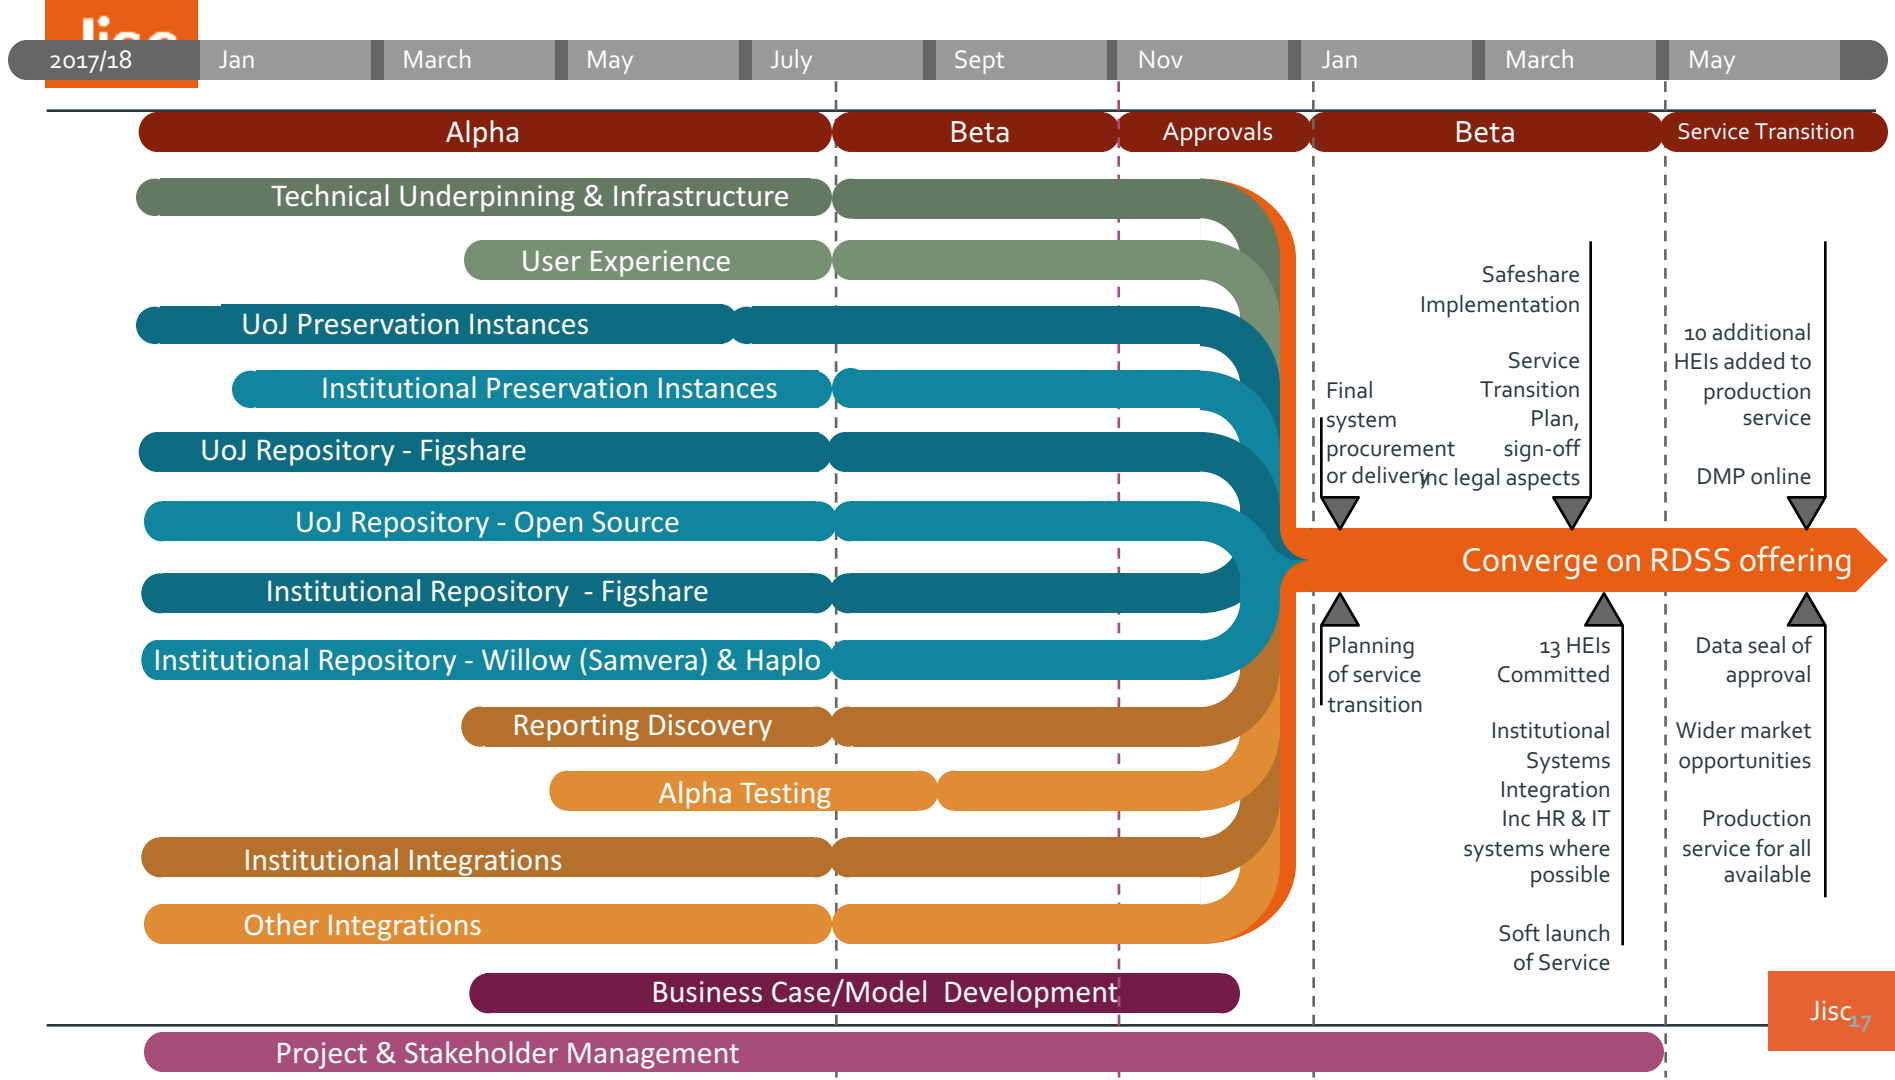 Jisc
2017/18 Jan March May July Sept Nov Jan March May
Alpha Beta Approvals Beta Service Transition
Technical Underpinning & Infrastructure
User Experience
UoJ Preservation Instances
Institutional Preservation Instances
UoJ Repository - Figshare
UoJ Repository - Open Source
Institutional Repository - Figshare
Institutional Repository - Willow (Samvera) & Haplo
Reporting Discovery
Alpha Testing
Institutional Integrations
Other Integrations
Business Case/Model Development
Project & Stakeholder Management
Final
system
procurement
or delivery
Safeshare
Implementation
Service
Transition
Plan,
sign-off
inc legal aspects
10 additional
HEIs added to
production
service
DMP online
Converge on RDSS offering
Planning
of service
transition
13 HEIs
Committed
Institutional
Systems
Integration
Inc HR & IT
systems where
possible
Soft launch
of Service
Data seal of
approval
Wider market
opportunities
Production
service for all
available
Jisc
17